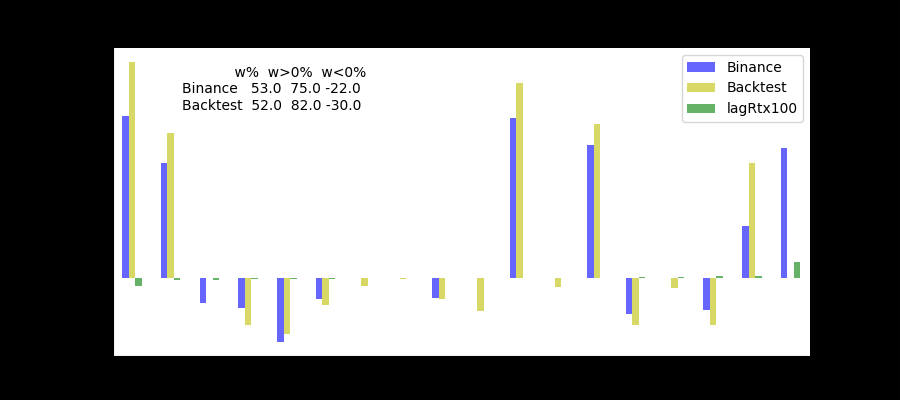 w% w>0% w<0%
Binance 53.0 75.0 -22.0
Backtest 52.0 82.0 -30.0
Binance
Backtest
lagRtx100